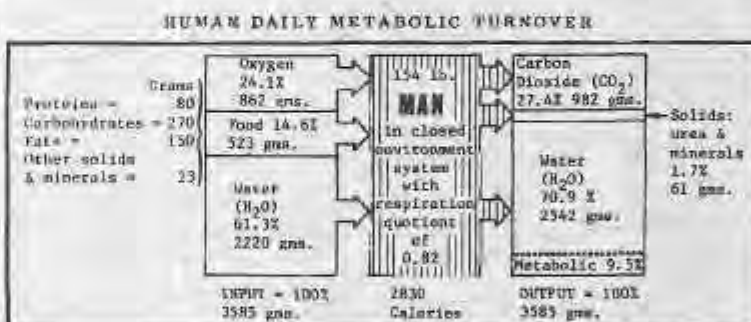 HUMAN DAILY METABOLIC TURNOVER
Grams
Proteins = 80
Carbohydrates = 270
Fats = 150
Other solids
& minerals = 23
Oxygen
24.1%
862 gms.
Food 14.6%
523 gms.
Water
(H2O)
61.3%
2220 gms.
INPUT = 100%
3585 gms.
154 lb.
MAN
in closed
environment
system
with
respiration
quotient
of
0.82
2830
Calories
Carbon
Dioxide (CO2)
27.4% 982 gms.
Water
(H2O)
70.9 %
2542 gms.
Metabolic 9.5%
OUTPUT = 100%
3585 gms.
Solids:
urea &
minerals
1.7%
61 gms.